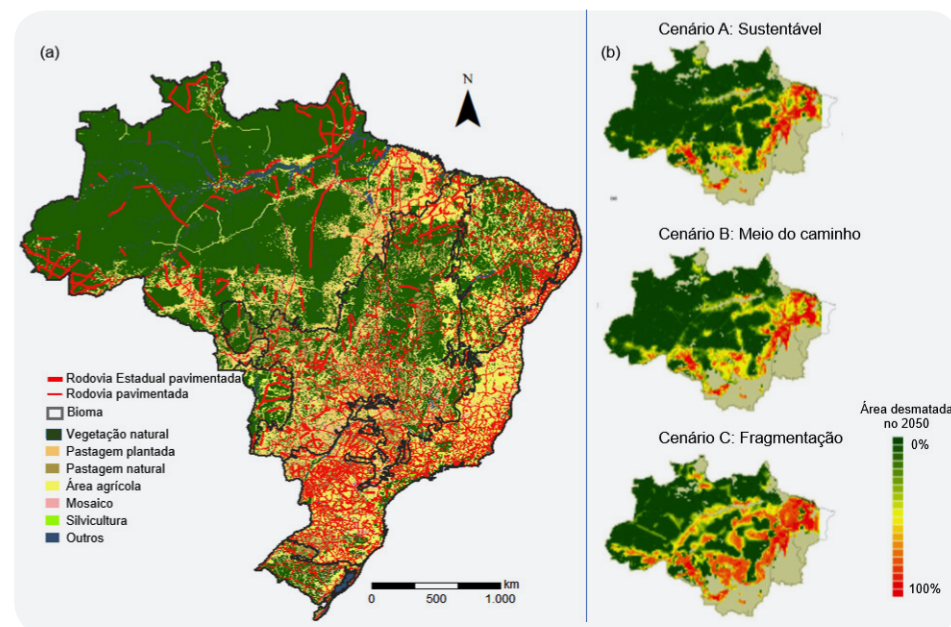 (a)
N
Rodovia Estadual pavimentada
Rodovia pavimentada
Bioma
Vegetação natural
Pastagem plantada
Pastagem natural
Área agrícola
Mosaico
Silvicultura
Outros
km
0 500 1.000
(b)
Cenário A: Sustentável
Cenário B: Meio do caminho
Cenário C: Fragmentação
Área desmatada
no 2050
0%
100%